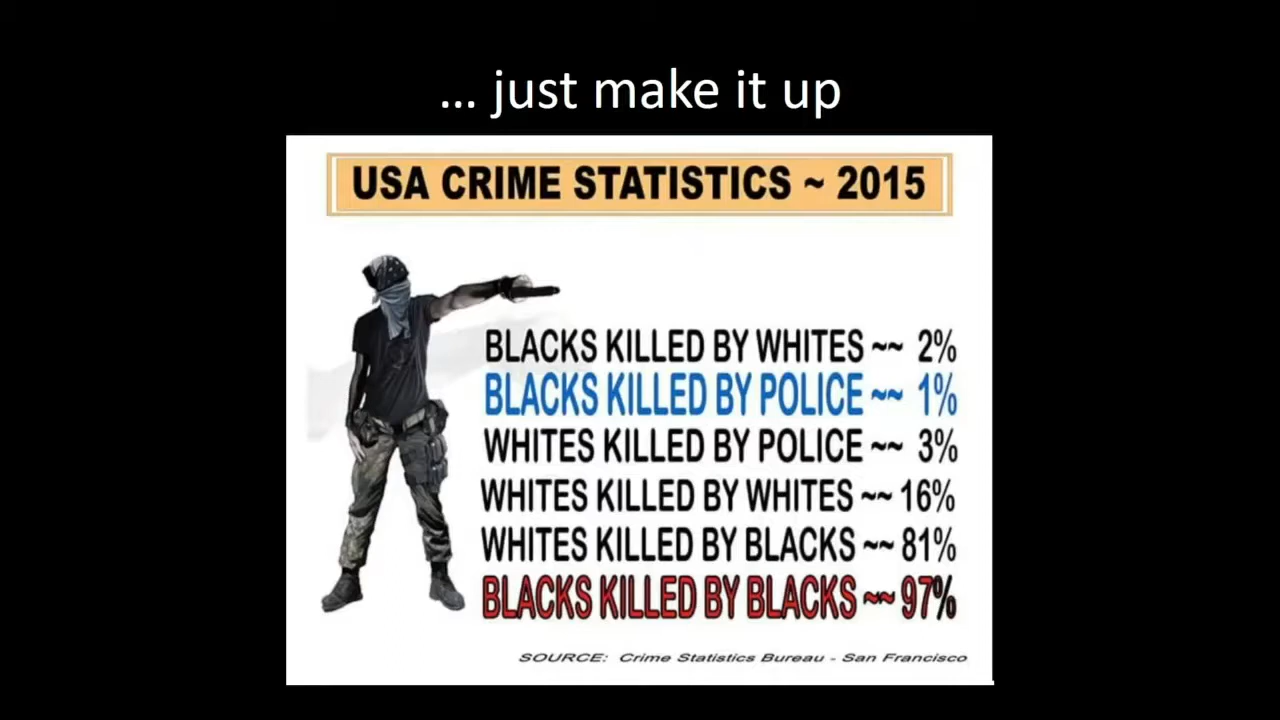 ... just make it up
USA CRIME STATISTICS ~ 2015
BLACKS KILLED BY WHITES ~~ 2%
BLACKS KILLED BY POLICE ~~ 1%
WHITES KILLED BY POLICE ~~ 3%
WHITES KILLED BY WHITES ~~ 16%
WHITES KILLED BY BLACKS ~~ 81%
BLACKS KILLED BY BLACKS ~~ 97%
SOURCE: Crime Statistics Bureau - San Francisco